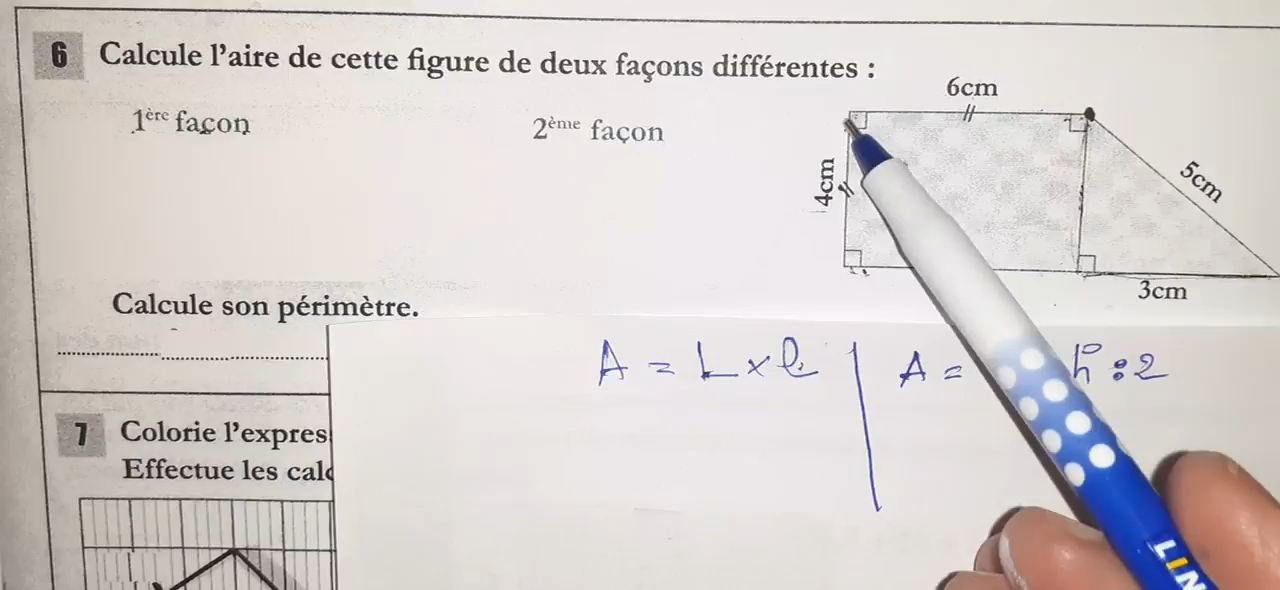 6 Calcule l'aire de cette figure de deux façons différentes :
6cm
1ère façon
2ème façon
4cm
5cm
3cm
Calcule son périmètre.
A = L x l
A = h : 2
7 Colorie l'expres
Effectue les calc
LIN